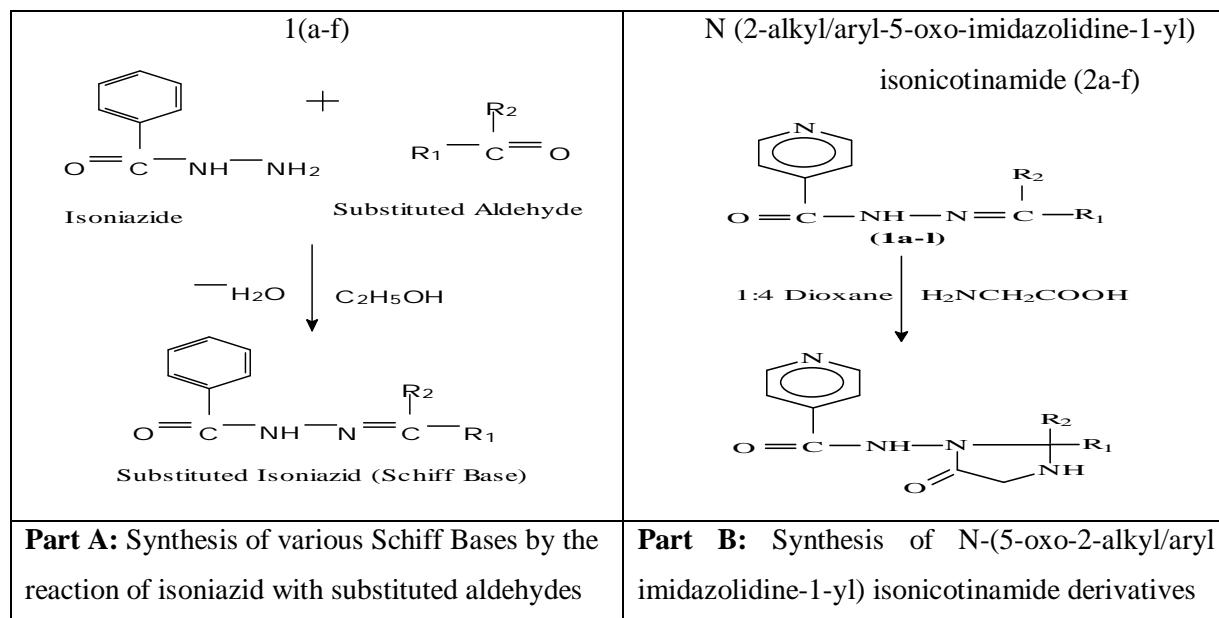 1(a-f)
O
C
NH
NH₂
+
R₂
R₁
C
O
Isoniazide
Substituted Aldehyde
H₂O
C₂H₅OH
O
C
NH
N
C
R₂
R₁
Substituted Isoniazid (Schiff Base)
N (2-alkyl/aryl-5-oxo-imidazolidine-1-yl)
isonicotinamide (2a-f)
N
R₂
O
C
NH
N
C
R₁
(1a-l)
1:4 Dioxane
H₂NCH₂COOH
N
R₂
O
C
NH
N
R₁
NH
O
Part A: Synthesis of various Schiff Bases by the
reaction of isoniazid with substituted aldehydes
Part B: Synthesis of N-(5-oxo-2-alkyl/aryl
imidazolidine-1-yl) isonicotinamide derivatives